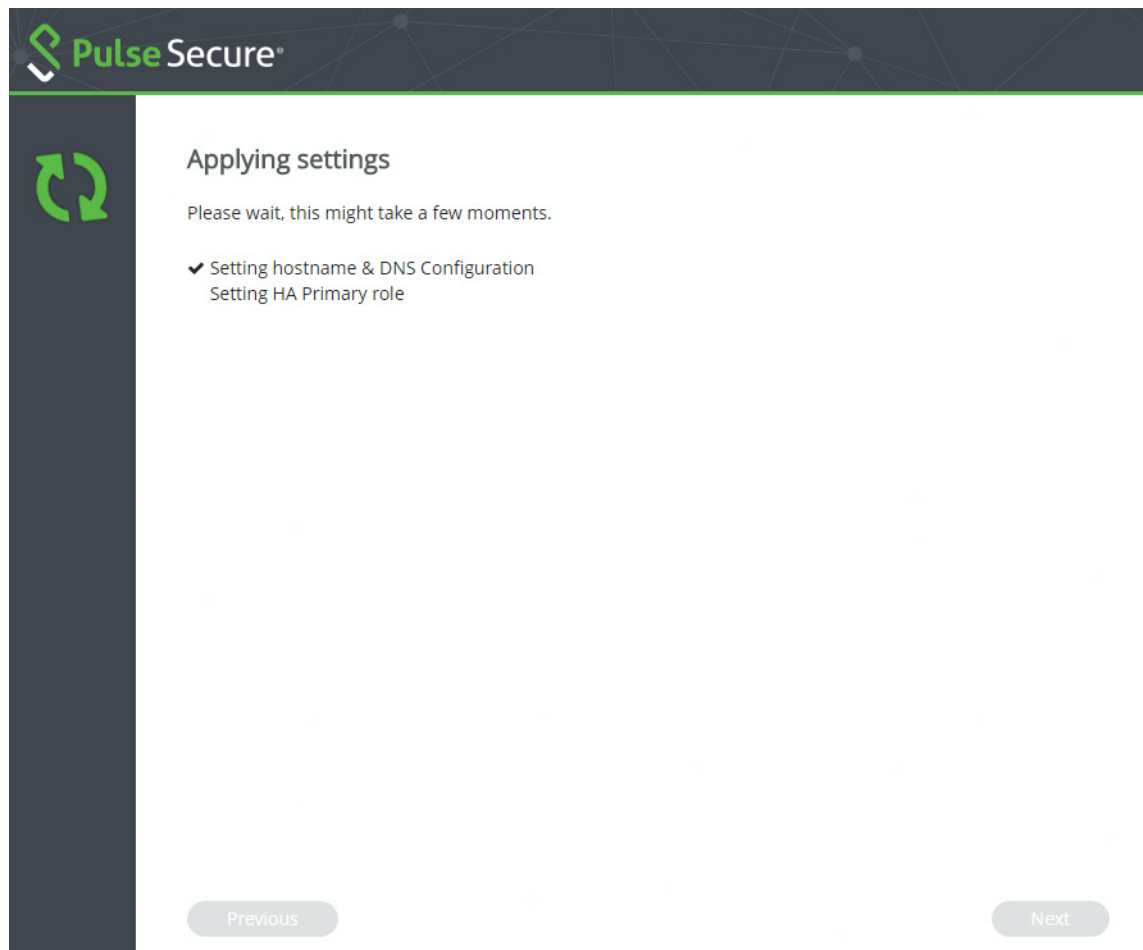 Pulse Secure®
Applying settings
Please wait, this might take a few moments.
✔ Setting hostname & DNS Configuration
Setting HA Primary role
Previous
Next